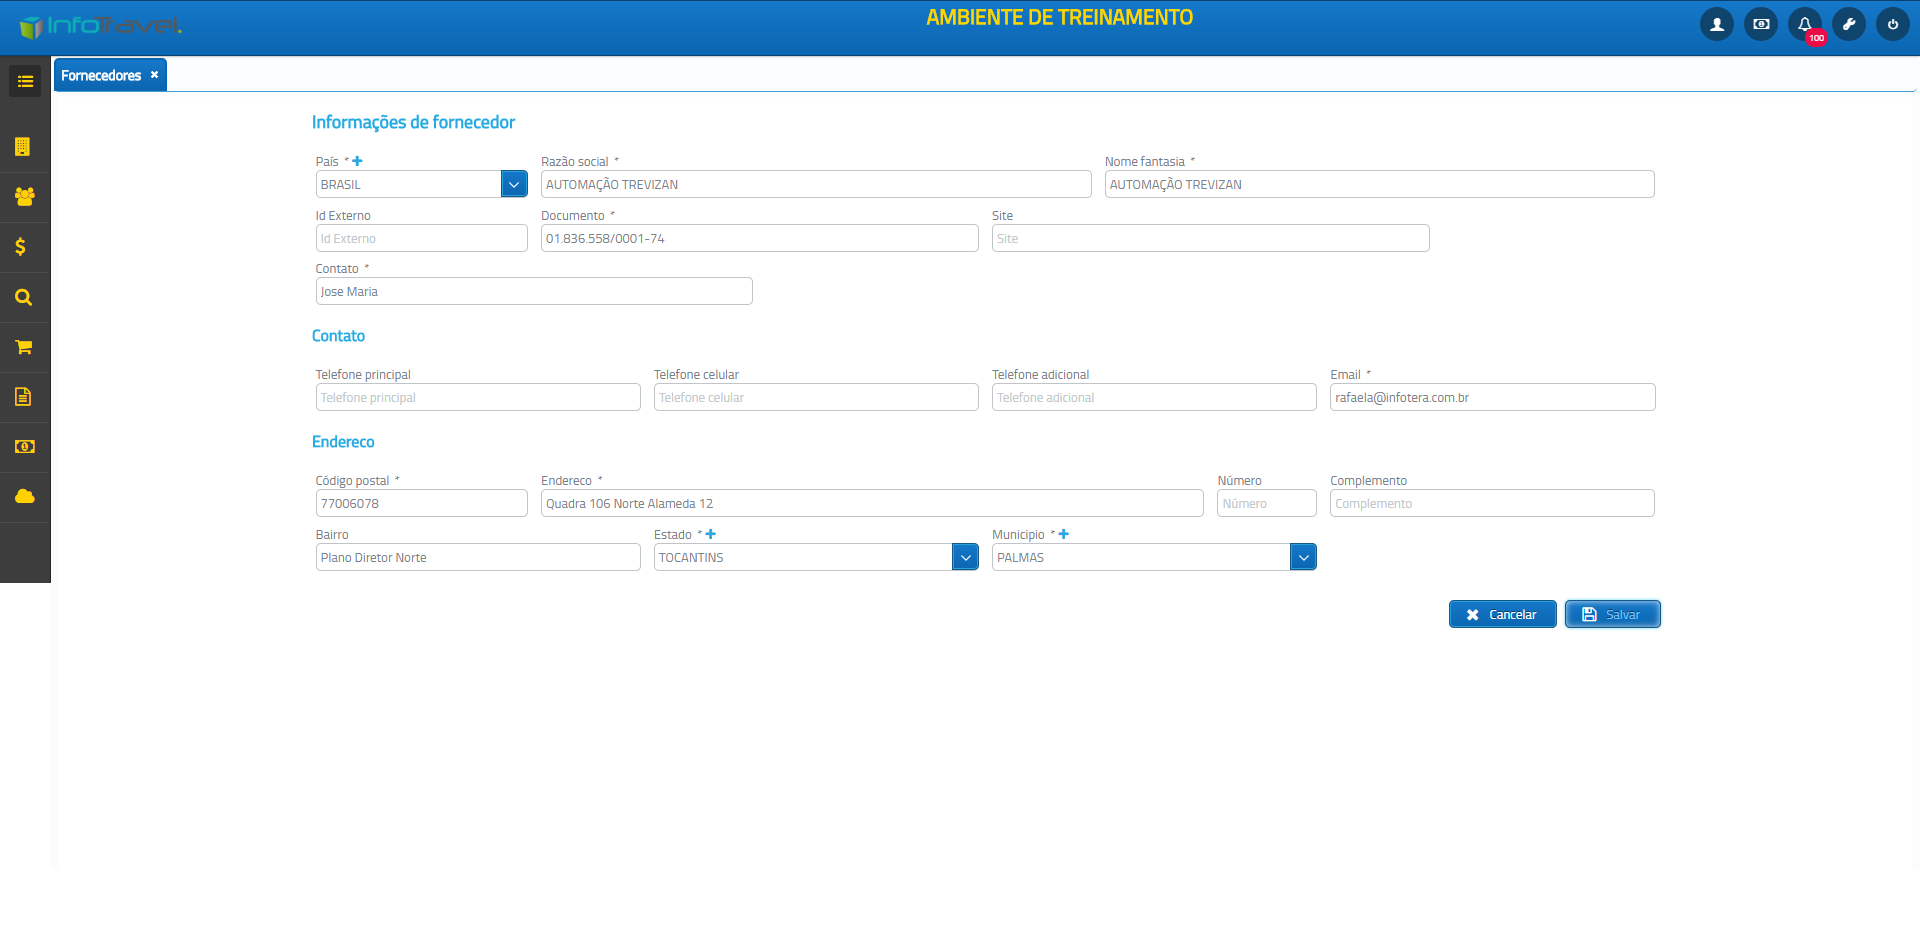 InfoTravel.
AMBIENTE DE TREINAMENTO
100
Fornecedores
Informações de fornecedor
País * Razão social * Nome fantasia *
BRASIL AUTOMAÇÃO TREVIZAN AUTOMAÇÃO TREVIZAN
Id Externo Documento * Site
Id Externo 01.836.558/0001-74 Site
Contato *
Jose Maria
Contato
Telefone principal Telefone celular Telefone adicional Email *
Telefone principal Telefone celular Telefone adicional rafaela@infotera.com.br
Endereco
Código postal * Endereco * Número Complemento
77006078 Quadra 106 Norte Alameda 12 Número Complemento
Bairro Estado * Municipio *
Plano Diretor Norte TOCANTINS PALMAS
Cancelar Salvar